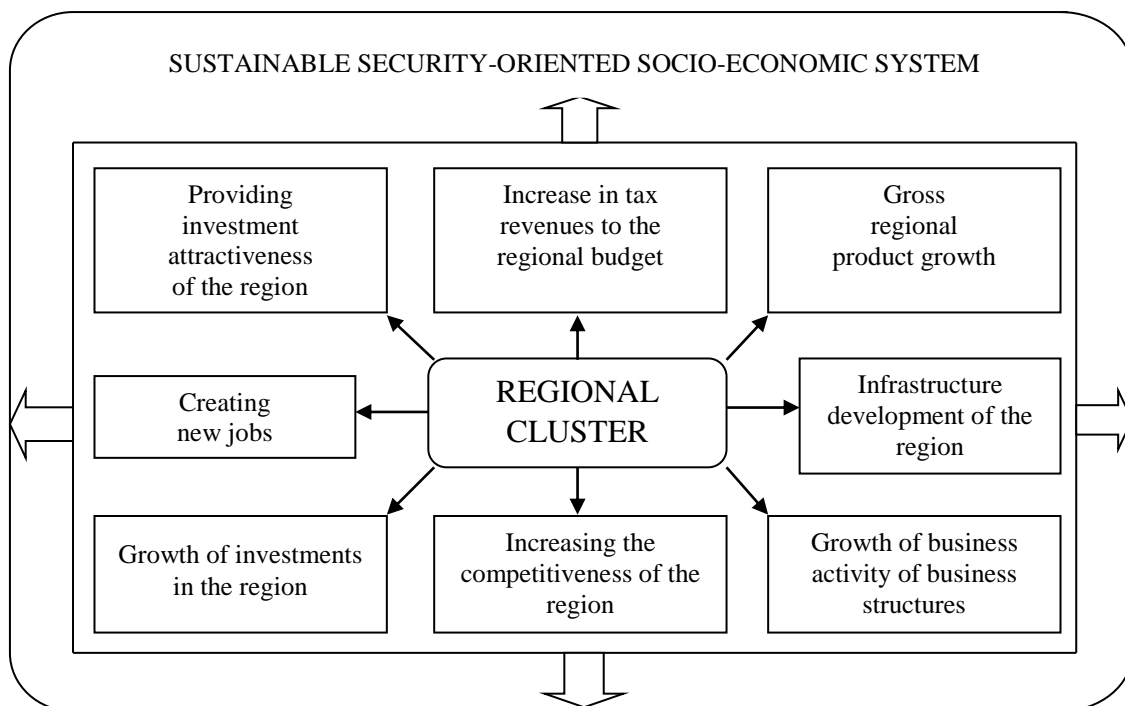 SUSTAINABLE SECURITY-ORIENTED SOCIO-ECONOMIC SYSTEM
Providing
investment
attractiveness
of the region
Increase in tax
revenues to the
regional budget
Gross
regional
product growth
Creating
new jobs
REGIONAL
CLUSTER
Infrastructure
development of the
region
Growth of investments
in the region
Increasing the
competitiveness of the
region
Growth of business
activity of business
structures